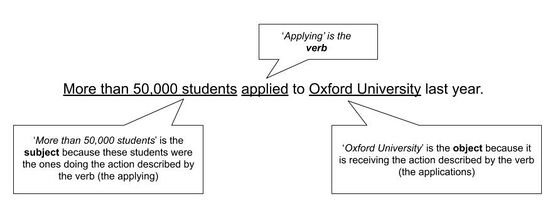 ‘Applying’ is the
verb
More than 50,000 students applied to Oxford University last year.
‘More than 50,000 students’ is the
subject because these students were
the ones doing the action described by
the verb (the applying)
‘Oxford University’ is the object because it
is receiving the action described by the verb
(the applications)